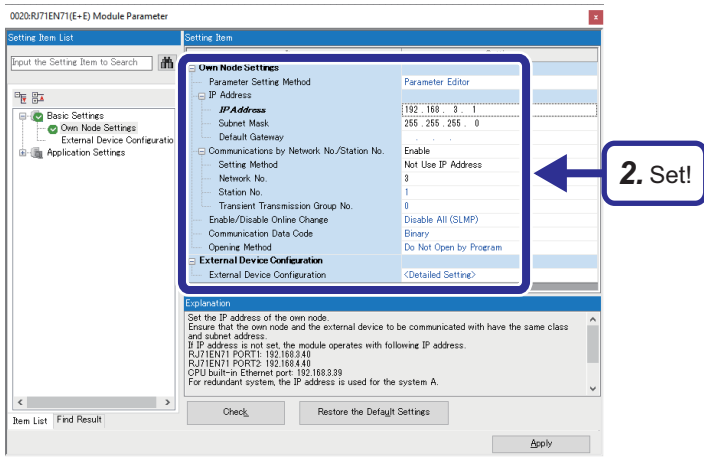 0020:RJ71EN71(E+E) Module Parameter
x
Setting Item List
Setting Item
Input the Setting Item to Search
Own Node Settings
Parameter Setting Method Parameter Editor
IP Address
IP Address 192 . 168 . 3 . 1
Subnet Mask 255 . 255 . 255 . 0
Default Gateway . . .
Communications by Network No./Station No. Enable
Setting Method Not Use IP Address
Network No. 3
Station No. 1
Transient Transmission Group No. 0
Enable/Disable Online Change Disable All (SLMP)
Communication Data Code Binary
Opening Method Do Not Open by Program
External Device Configuration
External Device Configuration <Detailed Setting>
Basic Settings
Own Node Settings
External Device Configuratio
Application Settings
2. Set!
Explanation
Set the IP address of the own node.
Ensure that the own node and the external device to be communicated with have the same class
and subnet address.
If IP address is not set, the module operates with following IP address.
RJ71EN71 PORT1: 192.168.3.40
RJ71EN71 PORT2: 192.168.4.40
CPU built-in Ethernet port: 192.168.3.39
For redundant system, the IP address is used for the system A.
Item List Find Result
Check
Restore the Default Settings
Apply